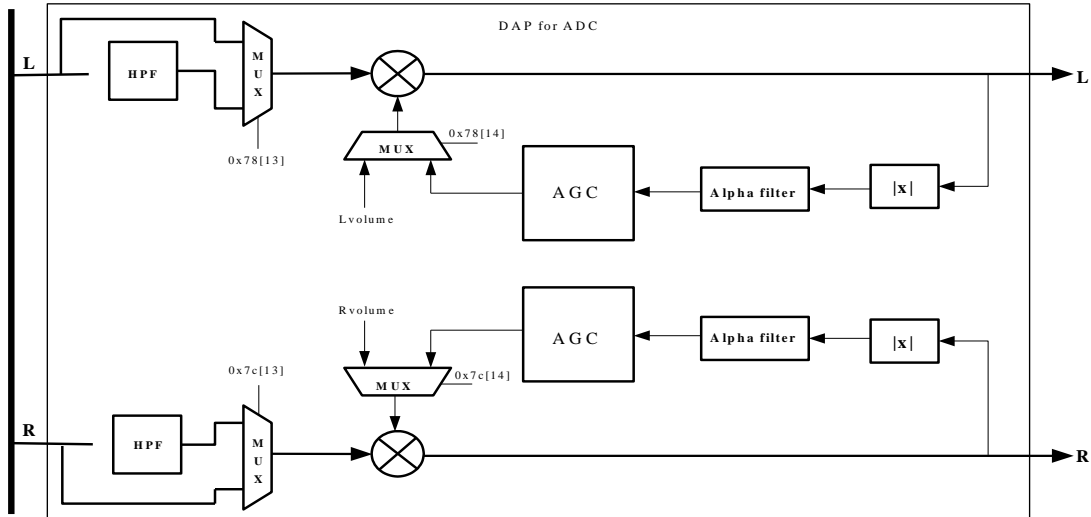 DAP for ADC
L
HPF
MUX
0x78[13]
MUX
0x78[14]
Lvolume
AGC
Alpha filter
|x|
L
Rvolume
AGC
Alpha filter
|x|
0x7c[13]
MUX
0x7c[14]
R
HPF
MUX
R